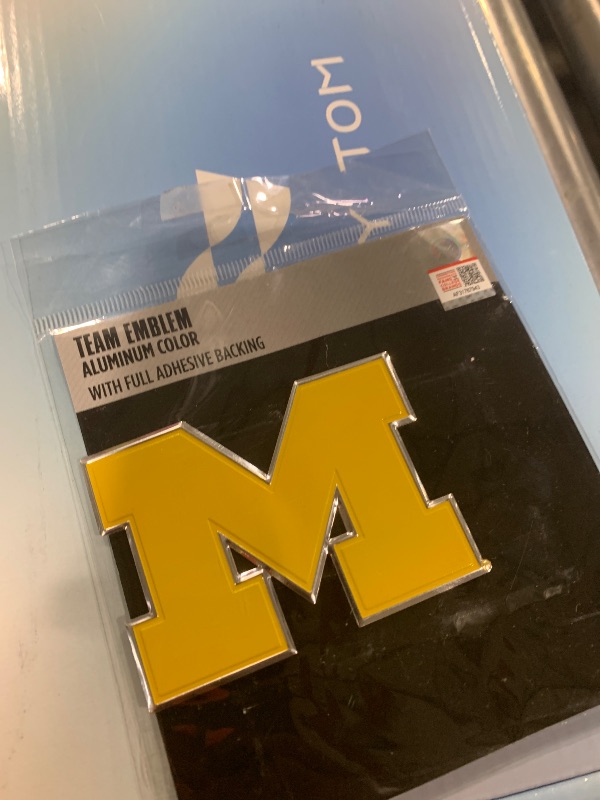 TOM
TEAM EMBLEM
ALUMINUM COLOR
WITH FULL ADHESIVE BACKING
M